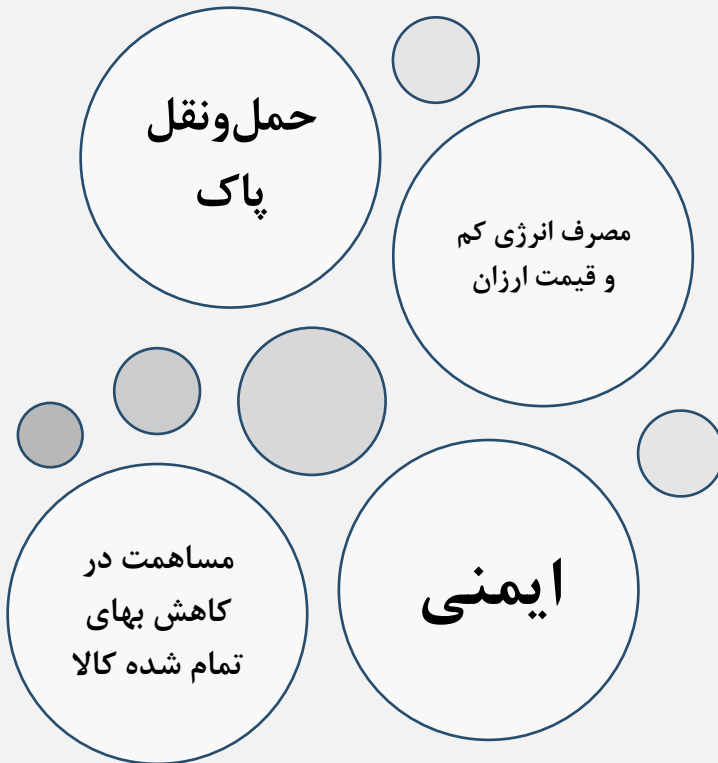 حمل‌ونقل
پاک
مصرف انرژی کم
و قیمت ارزان
مساهمت در
کاهش بهای
تمام شده کالا
ایمنی